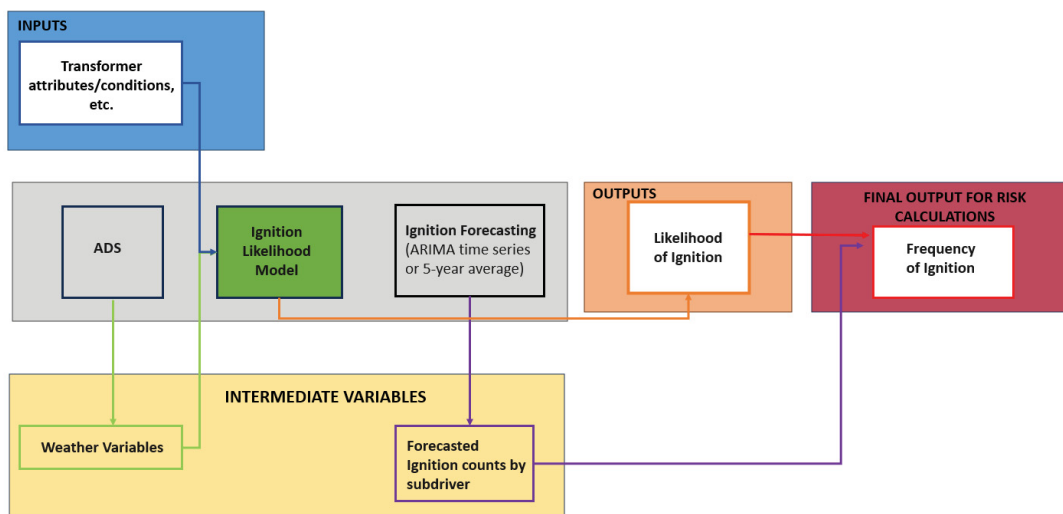 INPUTS
Transformer
attributes/conditions,
etc.
ADS
Ignition
Likelihood
Model
Ignition Forecasting
(ARIMA time series
or 5-year average)
OUTPUTS
Likelihood
of Ignition
FINAL OUTPUT FOR RISK
CALCULATIONS
Frequency
of Ignition
INTERMEDIATE VARIABLES
Weather Variables
Forecasted
Ignition counts by
subdriver